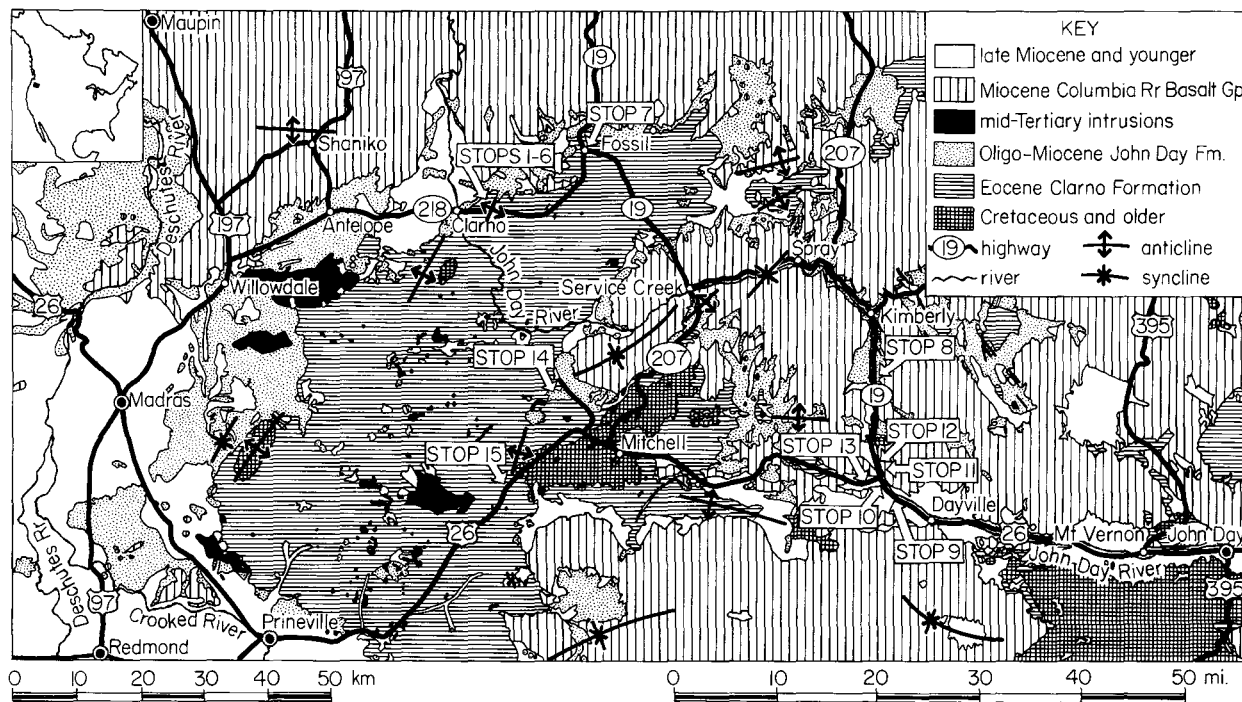 Maupin
97
19
KEY
late Miocene and younger
Miocene Columbia Rr Basalt Gp
mid-Tertiary intrusions
Oligo-Miocene John Day Fm.
Eocene Clarno Formation
Cretaceous and older
19 highway
anticline
river
syncline
Deschutes River
Shaniko
STOP 7
Fossil
STOPS 1-6
207
197
Antelope
218
Clarno
19
Spray
26
Willowdale
John Day
River
Service Creek
Kimberly
395
STOP 14
207
STOP 8
Madras
19
STOP 15
Mitchell
STOP 13
STOP 12
STOP 11
STOP 10
Dayville
STOP 9
26
Mt Vernon
John Day
John Day River
395
Deschutes Rr.
97
Crooked River
26
Prineville
Redmond
0 10 20 30 40 50 km
0 10 20 30 40 50 mi.